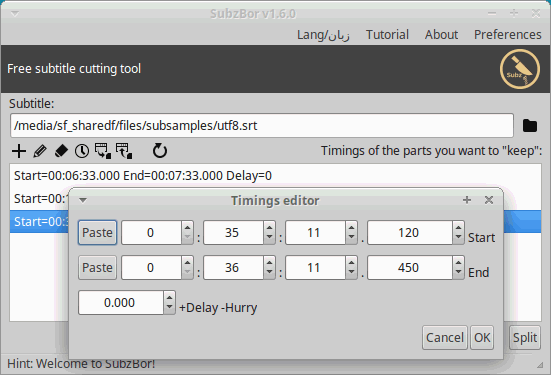 SubzBor v1.6.0
Lang/زبان Tutorial About Preferences
Free subtitle cutting tool
Subz
Subtitle:
/media/sf_sharedf/files/subsamples/utf8.srt
Timings of the parts you want to "keep":
Start=00:06:33.000 End=00:07:33.000 Delay=0
Start=00:
Start=00:3
Timings editor
Paste 0 : 35 : 11 . 120 Start
Paste 0 : 36 : 11 . 450 End
0.000 +Delay -Hurry
Cancel OK
Split
Hint: Welcome to SubzBor!